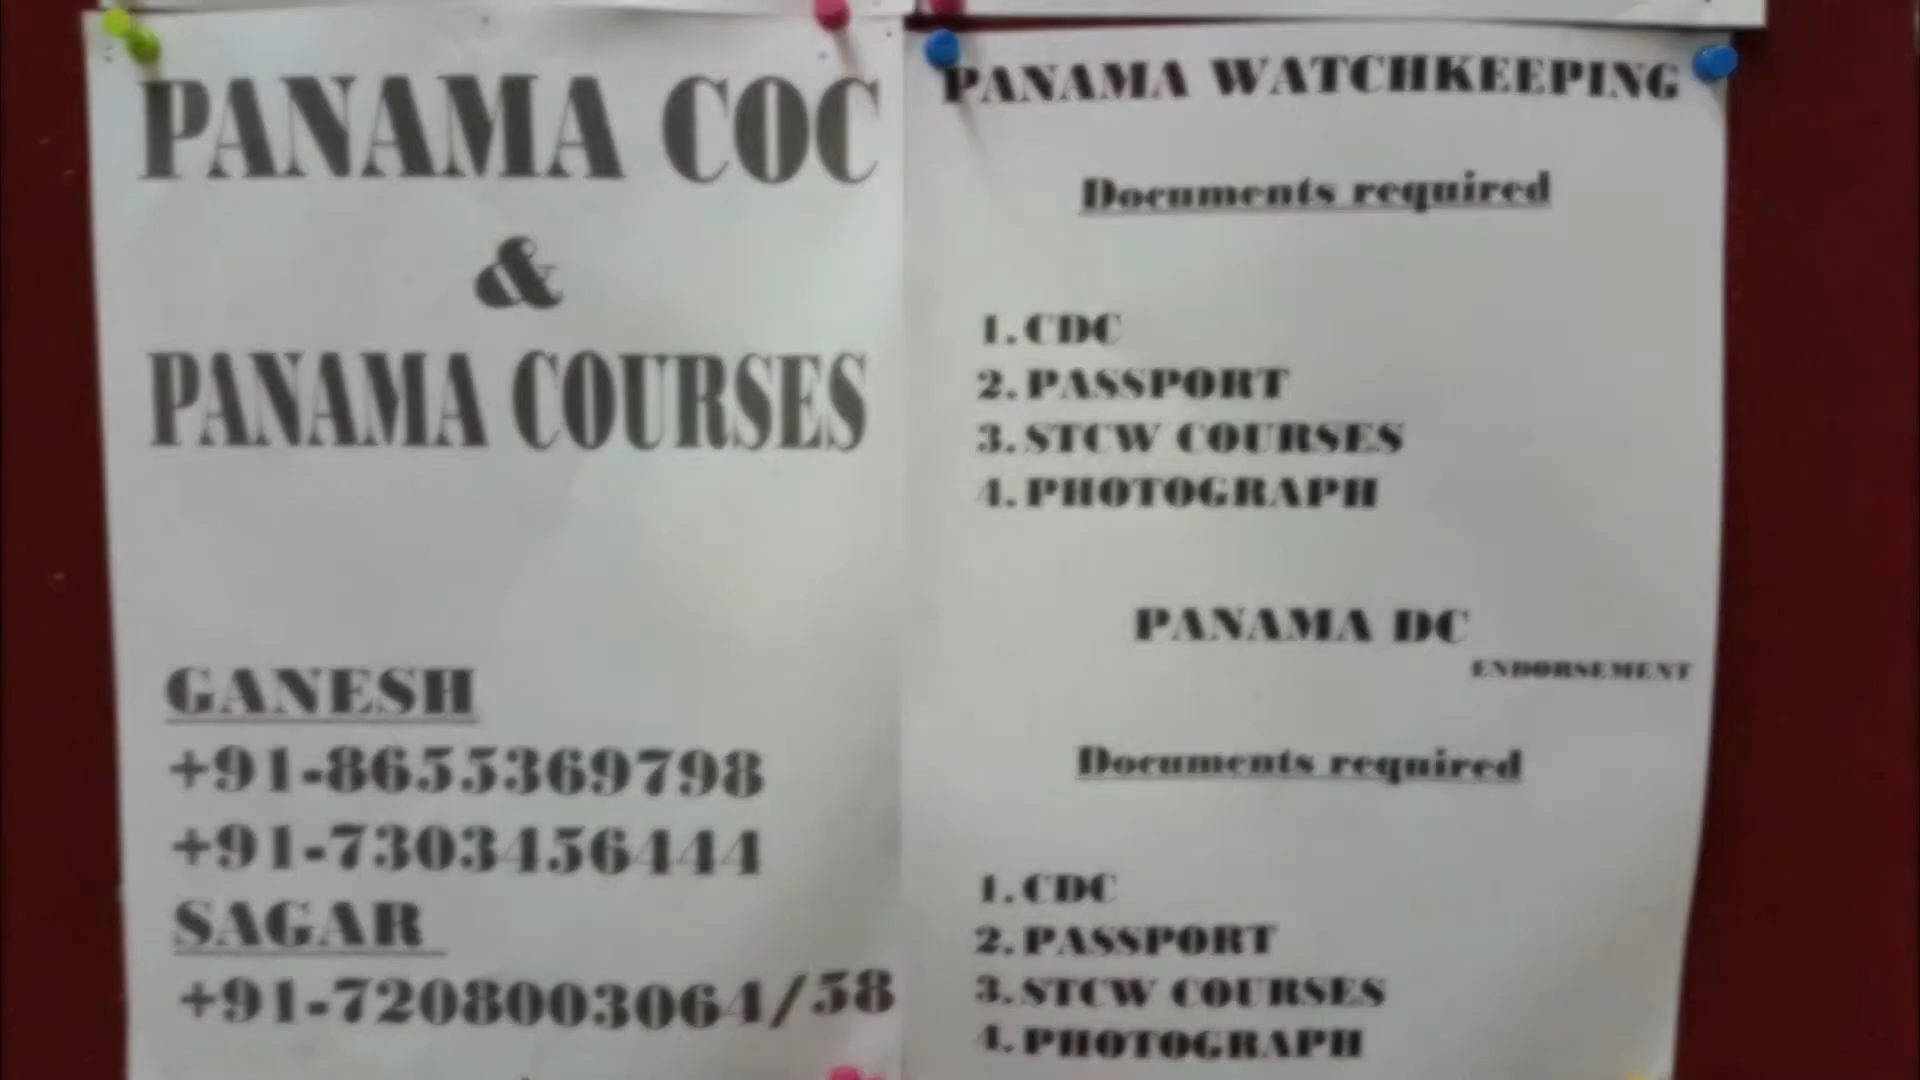 PANAMA COC
&
PANAMA COURSES
GANESH
+91-8655369798
+91-7303456444
SAGAR
+91-7208003064/58
PANAMA WATCHKEEPING
Documents required
1. CDC
2. PASSPORT
3. STCW COURSES
4. PHOTOGRAPH
PANAMA DC
ENDORSEMENT
Documents required
1. CDC
2. PASSPORT
3. STCW COURSES
4. PHOTOGRAPH